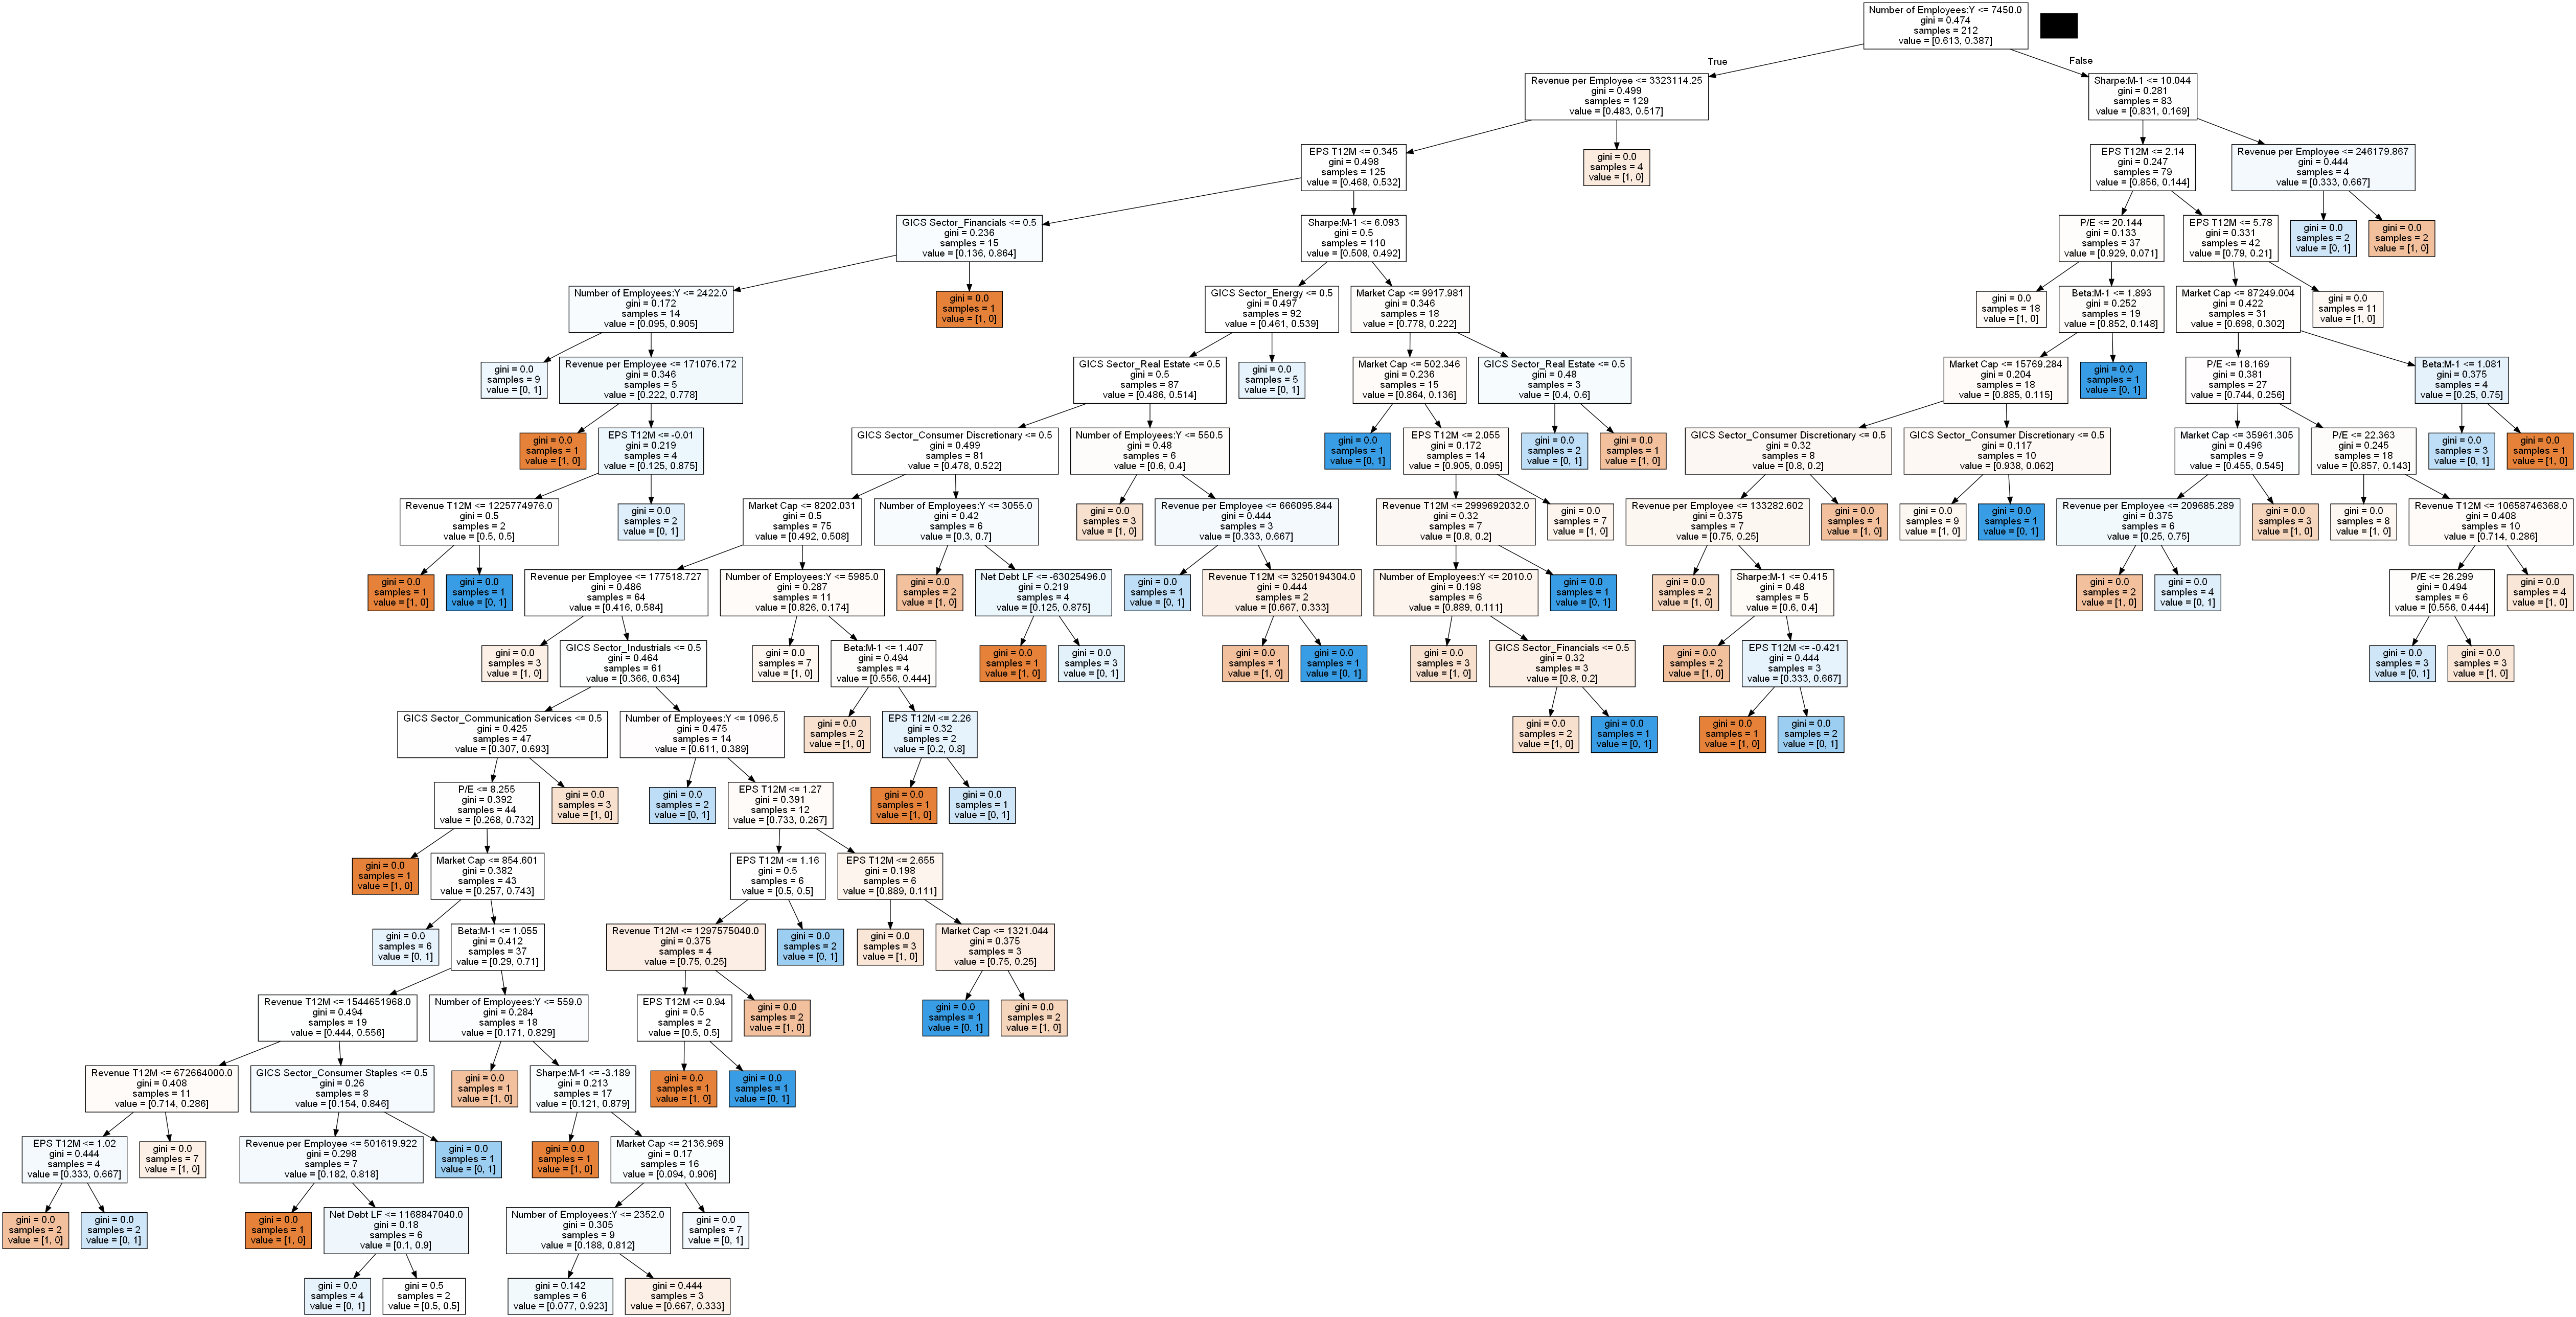 Number of Employees:Y <= 7450.0
gini = 0.474
samples = 212
value = [0.613, 0.387]
True
False
Revenue per Employee <= 3323114.25
gini = 0.499
samples = 129
value = [0.483, 0.517]
Sharpe:M-1 <= 10.044
gini = 0.281
samples = 83
value = [0.831, 0.169]
EPS T12M <= 0.345
gini = 0.498
samples = 125
value = [0.468, 0.532]
gini = 0.0
samples = 4
value = [1, 0]
EPS T12M <= 2.14
gini = 0.247
samples = 79
value = [0.856, 0.144]
Revenue per Employee <= 246179.867
gini = 0.444
samples = 4
value = [0.333, 0.667]
GICS Sector_Financials <= 0.5
gini = 0.236
samples = 15
value = [0.136, 0.864]
Sharpe:M-1 <= 6.093
gini = 0.5
samples = 110
value = [0.508, 0.492]
P/E <= 20.144
gini = 0.133
samples = 37
value = [0.929, 0.071]
EPS T12M <= 5.78
gini = 0.331
samples = 42
value = [0.79, 0.21]
gini = 0.0
samples = 2
value = [0, 1]
gini = 0.0
samples = 2
value = [1, 0]
Number of Employees:Y <= 2422.0
gini = 0.172
samples = 14
value = [0.095, 0.905]
gini = 0.0
samples = 1
value = [1, 0]
GICS Sector_Energy <= 0.5
gini = 0.497
samples = 92
value = [0.461, 0.539]
Market Cap <= 9917.981
gini = 0.346
samples = 18
value = [0.778, 0.222]
gini = 0.0
samples = 18
value = [1, 0]
Beta:M-1 <= 1.893
gini = 0.252
samples = 19
value = [0.852, 0.148]
Market Cap <= 87249.004
gini = 0.422
samples = 31
value = [0.698, 0.302]
gini = 0.0
samples = 11
value = [1, 0]
gini = 0.0
samples = 9
value = [0, 1]
Revenue per Employee <= 171076.172
gini = 0.346
samples = 5
value = [0.222, 0.778]
GICS Sector_Real Estate <= 0.5
gini = 0.5
samples = 87
value = [0.486, 0.514]
gini = 0.0
samples = 5
value = [0, 1]
Market Cap <= 502.346
gini = 0.236
samples = 15
value = [0.864, 0.136]
GICS Sector_Real Estate <= 0.5
gini = 0.48
samples = 3
value = [0.4, 0.6]
Market Cap <= 15769.284
gini = 0.204
samples = 18
value = [0.885, 0.115]
gini = 0.0
samples = 1
value = [0, 1]
P/E <= 18.169
gini = 0.381
samples = 27
value = [0.744, 0.256]
Beta:M-1 <= 1.081
gini = 0.375
samples = 4
value = [0.25, 0.75]
gini = 0.0
samples = 1
value = [1, 0]
EPS T12M <= -0.01
gini = 0.219
samples = 4
value = [0.125, 0.875]
GICS Sector_Consumer Discretionary <= 0.5
gini = 0.499
samples = 81
value = [0.478, 0.522]
Number of Employees:Y <= 550.5
gini = 0.48
samples = 6
value = [0.6, 0.4]
gini = 0.0
samples = 1
value = [0, 1]
EPS T12M <= 2.055
gini = 0.172
samples = 14
value = [0.905, 0.095]
gini = 0.0
samples = 2
value = [0, 1]
gini = 0.0
samples = 1
value = [1, 0]
GICS Sector_Consumer Discretionary <= 0.5
gini = 0.32
samples = 8
value = [0.8, 0.2]
GICS Sector_Consumer Discretionary <= 0.5
gini = 0.117
samples = 10
value = [0.938, 0.062]
Market Cap <= 35961.305
gini = 0.496
samples = 9
value = [0.455, 0.545]
P/E <= 22.363
gini = 0.245
samples = 18
value = [0.857, 0.143]
gini = 0.0
samples = 3
value = [0, 1]
gini = 0.0
samples = 1
value = [1, 0]
Revenue T12M <= 1225774976.0
gini = 0.5
samples = 2
value = [0.5, 0.5]
gini = 0.0
samples = 2
value = [0, 1]
Market Cap <= 8202.031
gini = 0.5
samples = 75
value = [0.492, 0.508]
Number of Employees:Y <= 3055.0
gini = 0.42
samples = 6
value = [0.3, 0.7]
gini = 0.0
samples = 3
value = [1, 0]
Revenue per Employee <= 666095.844
gini = 0.444
samples = 3
value = [0.333, 0.667]
Revenue T12M <= 2999692032.0
gini = 0.32
samples = 7
value = [0.8, 0.2]
gini = 0.0
samples = 7
value = [1, 0]
Revenue per Employee <= 133282.602
gini = 0.375
samples = 7
value = [0.75, 0.25]
gini = 0.0
samples = 1
value = [1, 0]
gini = 0.0
samples = 9
value = [1, 0]
gini = 0.0
samples = 1
value = [0, 1]
Revenue per Employee <= 209685.289
gini = 0.375
samples = 6
value = [0.25, 0.75]
gini = 0.0
samples = 3
value = [1, 0]
gini = 0.0
samples = 8
value = [1, 0]
Revenue T12M <= 10658746368.0
gini = 0.408
samples = 10
value = [0.714, 0.286]
gini = 0.0
samples = 1
value = [1, 0]
gini = 0.0
samples = 1
value = [0, 1]
Revenue per Employee <= 177518.727
gini = 0.486
samples = 64
value = [0.416, 0.584]
Number of Employees:Y <= 5985.0
gini = 0.287
samples = 11
value = [0.826, 0.174]
gini = 0.0
samples = 2
value = [1, 0]
Net Debt LF <= -63025496.0
gini = 0.219
samples = 4
value = [0.125, 0.875]
gini = 0.0
samples = 1
value = [0, 1]
Revenue T12M <= 3250194304.0
gini = 0.444
samples = 2
value = [0.667, 0.333]
Number of Employees:Y <= 2010.0
gini = 0.198
samples = 6
value = [0.889, 0.111]
gini = 0.0
samples = 1
value = [0, 1]
gini = 0.0
samples = 2
value = [1, 0]
Sharpe:M-1 <= 0.415
gini = 0.48
samples = 5
value = [0.6, 0.4]
gini = 0.0
samples = 2
value = [1, 0]
gini = 0.0
samples = 4
value = [0, 1]
P/E <= 26.299
gini = 0.494
samples = 6
value = [0.556, 0.444]
gini = 0.0
samples = 4
value = [1, 0]
gini = 0.0
samples = 3
value = [1, 0]
GICS Sector_Industrials <= 0.5
gini = 0.464
samples = 61
value = [0.366, 0.634]
gini = 0.0
samples = 7
value = [1, 0]
Beta:M-1 <= 1.407
gini = 0.494
samples = 4
value = [0.556, 0.444]
gini = 0.0
samples = 1
value = [1, 0]
gini = 0.0
samples = 3
value = [0, 1]
gini = 0.0
samples = 1
value = [1, 0]
gini = 0.0
samples = 1
value = [0, 1]
gini = 0.0
samples = 3
value = [1, 0]
GICS Sector_Financials <= 0.5
gini = 0.32
samples = 3
value = [0.8, 0.2]
gini = 0.0
samples = 2
value = [1, 0]
EPS T12M <= -0.421
gini = 0.444
samples = 3
value = [0.333, 0.667]
gini = 0.0
samples = 3
value = [0, 1]
gini = 0.0
samples = 3
value = [1, 0]
GICS Sector_Communication Services <= 0.5
gini = 0.425
samples = 47
value = [0.307, 0.693]
Number of Employees:Y <= 1096.5
gini = 0.475
samples = 14
value = [0.611, 0.389]
gini = 0.0
samples = 2
value = [1, 0]
EPS T12M <= 2.26
gini = 0.32
samples = 2
value = [0.2, 0.8]
gini = 0.0
samples = 2
value = [1, 0]
gini = 0.0
samples = 1
value = [0, 1]
gini = 0.0
samples = 1
value = [1, 0]
gini = 0.0
samples = 2
value = [0, 1]
P/E <= 8.255
gini = 0.392
samples = 44
value = [0.268, 0.732]
gini = 0.0
samples = 3
value = [1, 0]
gini = 0.0
samples = 2
value = [0, 1]
EPS T12M <= 1.27
gini = 0.391
samples = 12
value = [0.733, 0.267]
gini = 0.0
samples = 1
value = [1, 0]
gini = 0.0
samples = 1
value = [0, 1]
gini = 0.0
samples = 1
value = [1, 0]
Market Cap <= 854.601
gini = 0.382
samples = 43
value = [0.257, 0.743]
EPS T12M <= 1.16
gini = 0.5
samples = 6
value = [0.5, 0.5]
EPS T12M <= 2.655
gini = 0.198
samples = 6
value = [0.889, 0.111]
gini = 0.0
samples = 6
value = [0, 1]
Beta:M-1 <= 1.055
gini = 0.412
samples = 37
value = [0.29, 0.71]
Revenue T12M <= 1297575040.0
gini = 0.375
samples = 4
value = [0.75, 0.25]
gini = 0.0
samples = 2
value = [0, 1]
gini = 0.0
samples = 3
value = [1, 0]
Market Cap <= 1321.044
gini = 0.375
samples = 3
value = [0.75, 0.25]
Revenue T12M <= 1544651968.0
gini = 0.494
samples = 19
value = [0.444, 0.556]
Number of Employees:Y <= 559.0
gini = 0.284
samples = 18
value = [0.171, 0.829]
EPS T12M <= 0.94
gini = 0.5
samples = 2
value = [0.5, 0.5]
gini = 0.0
samples = 2
value = [1, 0]
gini = 0.0
samples = 1
value = [0, 1]
gini = 0.0
samples = 2
value = [1, 0]
Revenue T12M <= 672664000.0
gini = 0.408
samples = 11
value = [0.714, 0.286]
GICS Sector_Consumer Staples <= 0.5
gini = 0.26
samples = 8
value = [0.154, 0.846]
gini = 0.0
samples = 1
value = [1, 0]
Sharpe:M-1 <= -3.189
gini = 0.213
samples = 17
value = [0.121, 0.879]
gini = 0.0
samples = 1
value = [1, 0]
gini = 0.0
samples = 1
value = [0, 1]
EPS T12M <= 1.02
gini = 0.444
samples = 4
value = [0.333, 0.667]
gini = 0.0
samples = 7
value = [1, 0]
Revenue per Employee <= 501619.922
gini = 0.298
samples = 7
value = [0.182, 0.818]
gini = 0.0
samples = 1
value = [0, 1]
gini = 0.0
samples = 1
value = [1, 0]
Market Cap <= 2136.969
gini = 0.17
samples = 16
value = [0.094, 0.906]
gini = 0.0
samples = 2
value = [1, 0]
gini = 0.0
samples = 2
value = [0, 1]
gini = 0.0
samples = 1
value = [1, 0]
Net Debt LF <= 1168847040.0
gini = 0.18
samples = 6
value = [0.1, 0.9]
Number of Employees:Y <= 2352.0
gini = 0.305
samples = 9
value = [0.188, 0.812]
gini = 0.0
samples = 7
value = [0, 1]
gini = 0.0
samples = 4
value = [0, 1]
gini = 0.5
samples = 2
value = [0.5, 0.5]
gini = 0.142
samples = 6
value = [0.077, 0.923]
gini = 0.444
samples = 3
value = [0.667, 0.333]